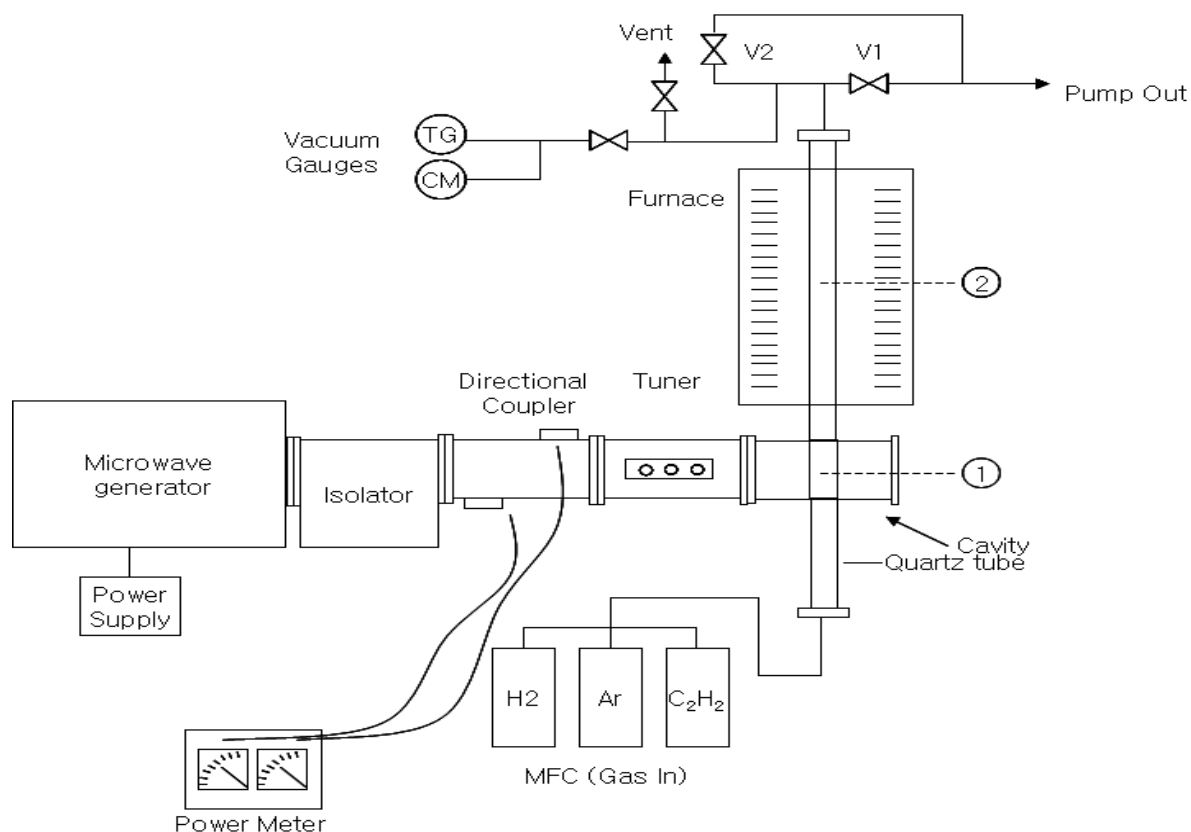 Vent
V2
V1
Pump Out
Vacuum
Gauges
TG
CM
Furnace
2
Directional
Coupler
Tuner
Microwave
generator
Isolator
1
Cavity
Quartz tube
Power
Supply
H2
Ar
C₂H₂
MFC (Gas In)
Power Meter